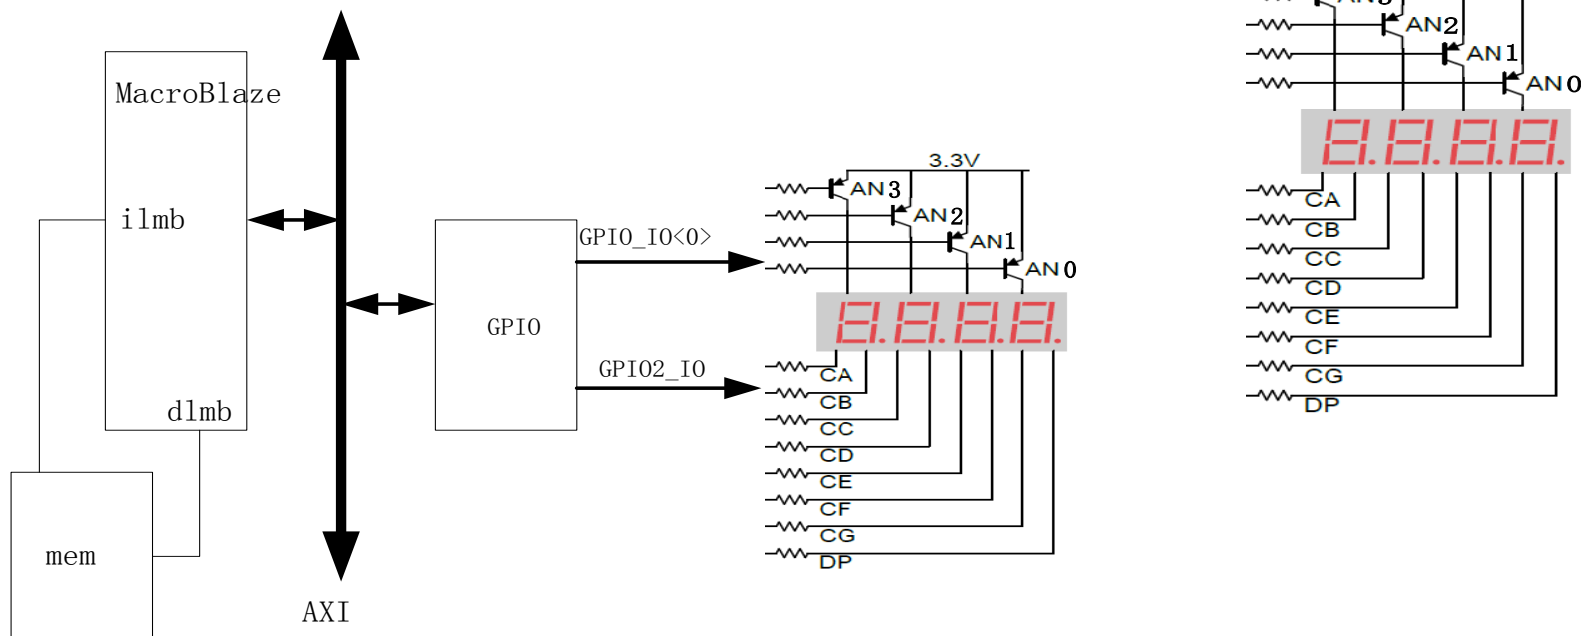 MacroBlaze
ilmb
dlmb
mem
AXI
GPIO
GPIO_IO<0>
GPIO2_IO
3.3V
AN3
AN2
AN1
AN0
CA
CB
CC
CD
CE
CF
CG
DP
AN3
AN2
AN1
AN0
CA
CB
CC
CD
CE
CF
CG
DP